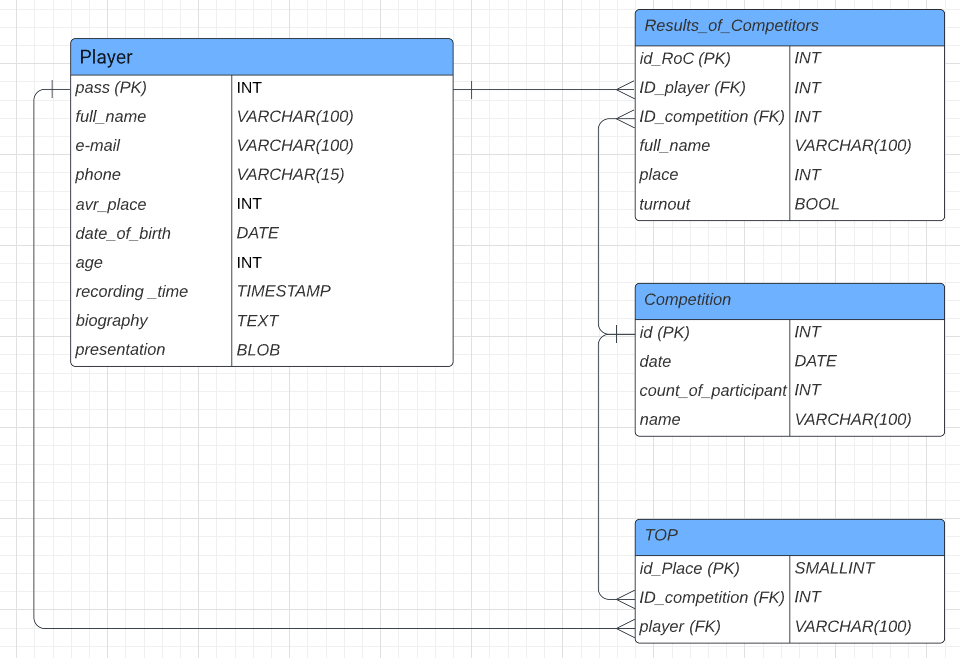 Player
pass (PK) INT
full_name VARCHAR(100)
e-mail VARCHAR(100)
phone VARCHAR(15)
avr_place INT
date_of_birth DATE
age INT
recording _time TIMESTAMP
biography TEXT
presentation BLOB
Results_of_Competitors
id_RoC (PK) INT
ID_player (FK) INT
ID_competition (FK) INT
full_name VARCHAR(100)
place INT
turnout BOOL
Competition
id (PK) INT
date DATE
count_of_participant INT
name VARCHAR(100)
TOP
id_Place (PK) SMALLINT
ID_competition (FK) INT
player (FK) VARCHAR(100)